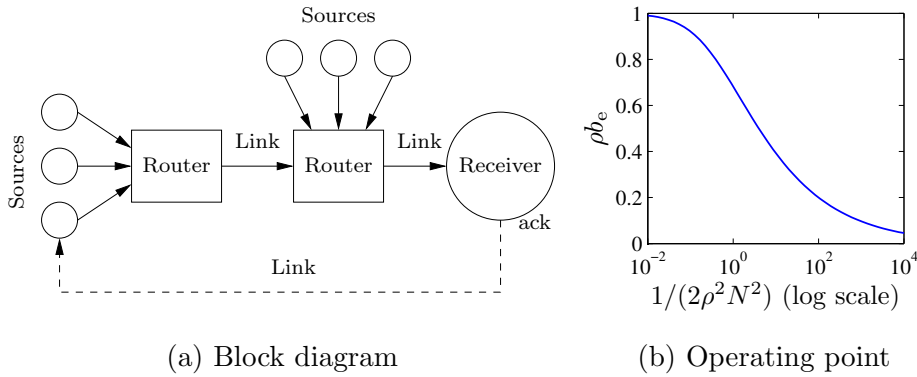 Sources
Sources
Router
Link
Router
Link
Receiver
ack
Link
(a) Block diagram
1
0.8
0.6
0.4
0.2
0
ρbₑ
10⁻² 10⁰ 10² 10⁴
1/(2ρ²N²) (log scale)
(b) Operating point